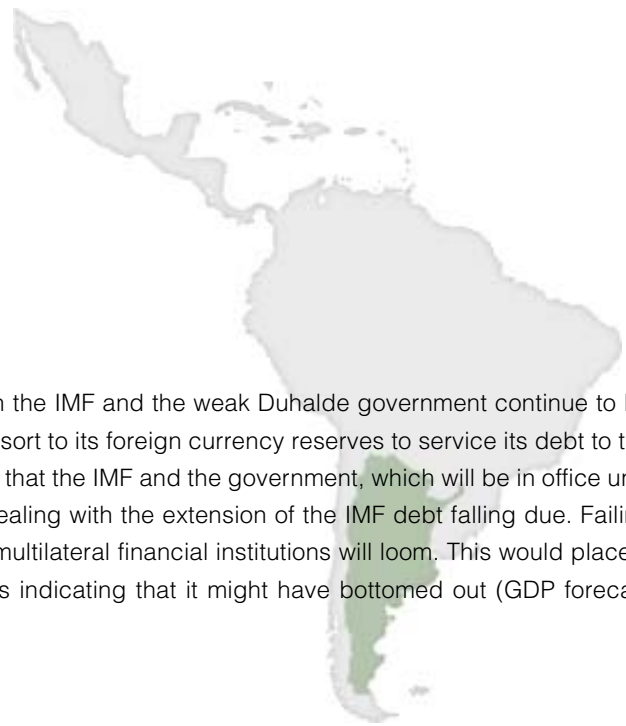 n the IMF and the weak Duhalde government continue to
sort to its foreign currency reserves to service its debt to
that the IMF and the government, which will be in office
ealing with the extension of the IMF debt falling due.
multilateral financial institutions will loom. This would place
s indicating that it might have bottomed out (GDP